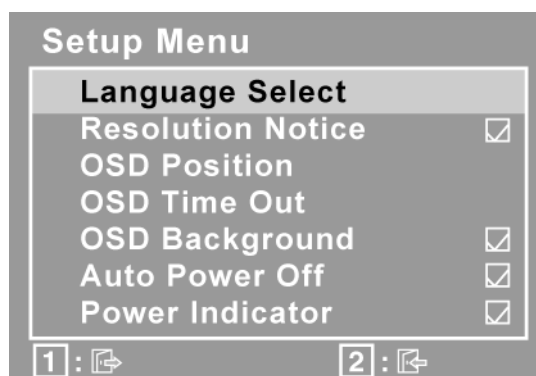 Setup Menu
Language Select
Resolution Notice
OSD Position
OSD Time Out
OSD Background
Auto Power Off
Power Indicator
1 : 2 :